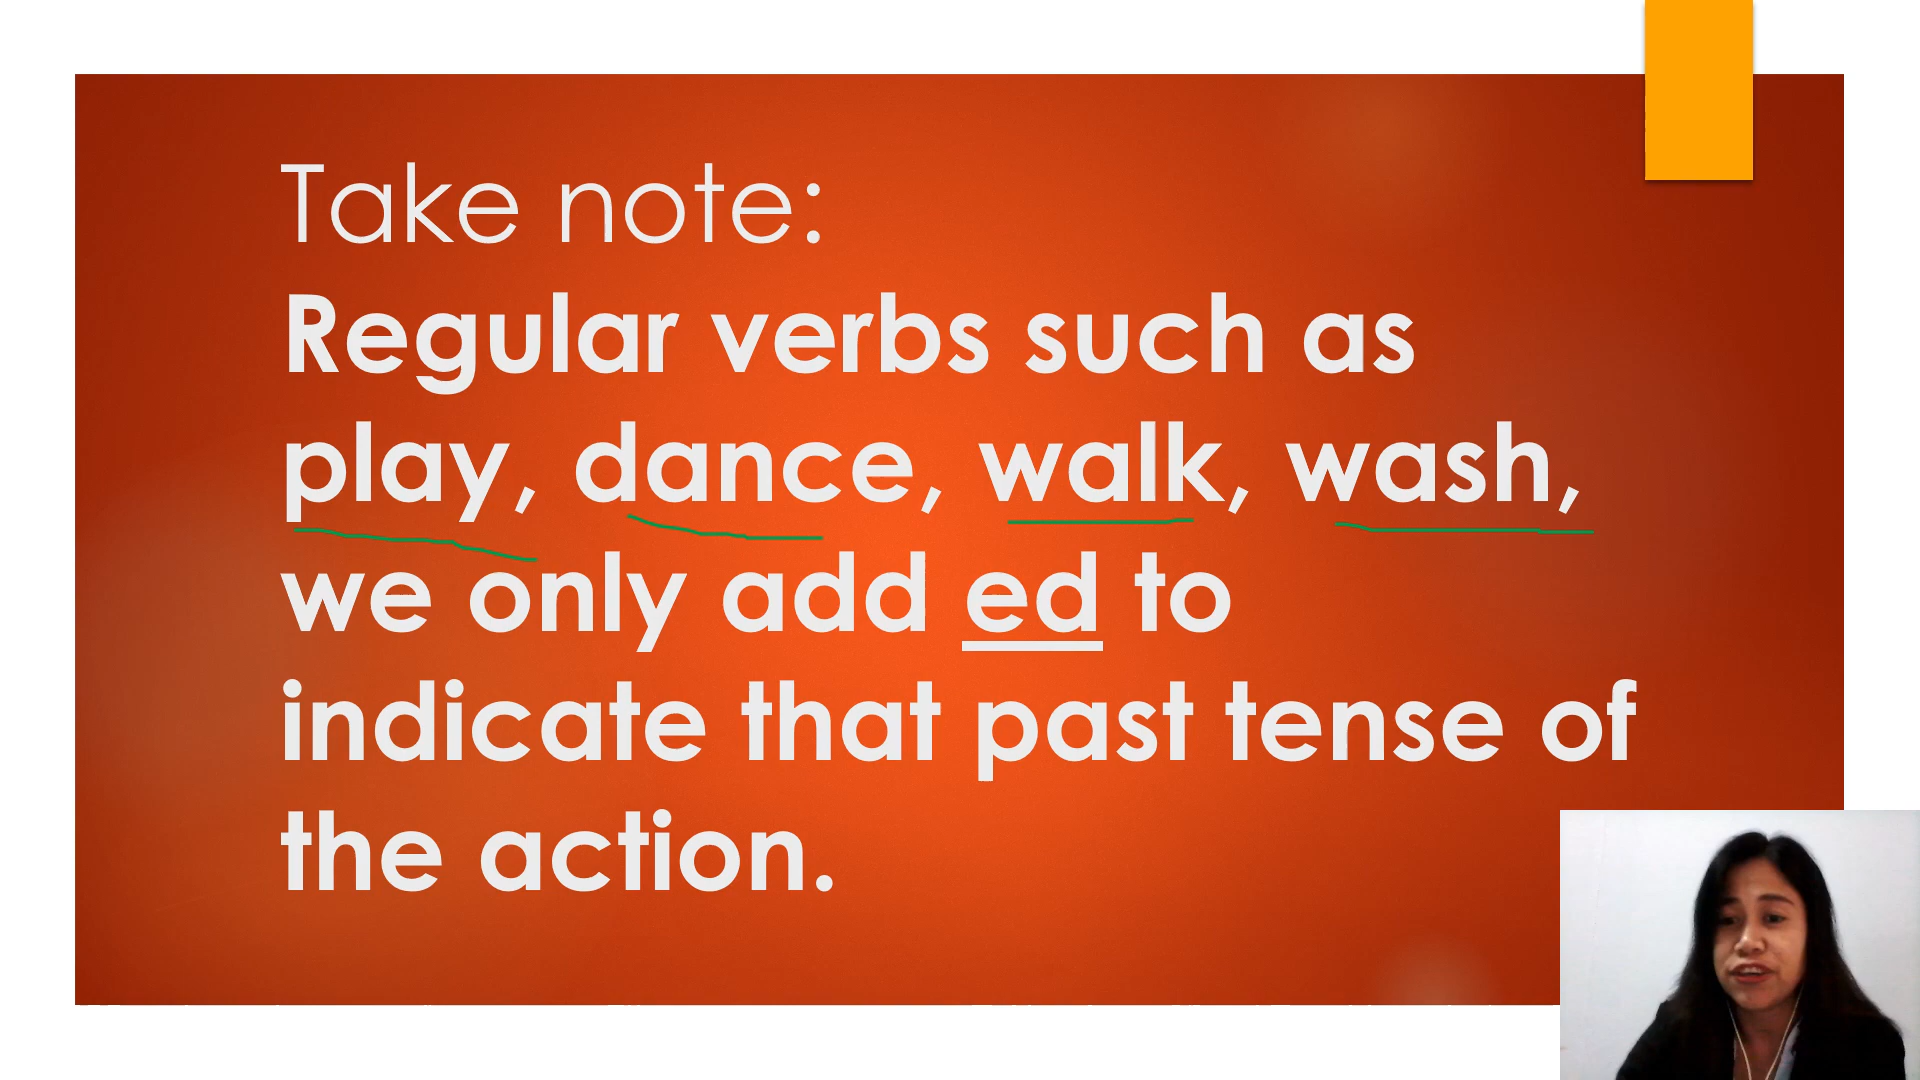 Take note:
Regular verbs such as
play, dance, walk, wash,
we only add ed to
indicate that past tense of
the action.